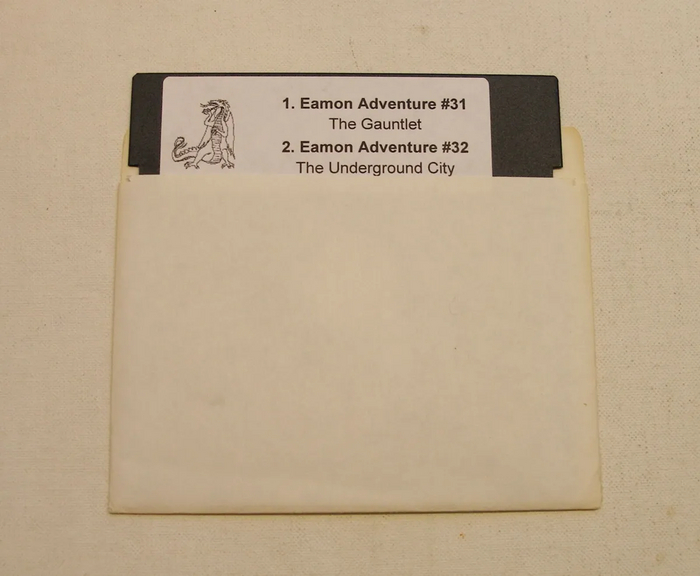 1. Eamon Adventure #31
The Gauntlet
2. Eamon Adventure #32
The Underground City